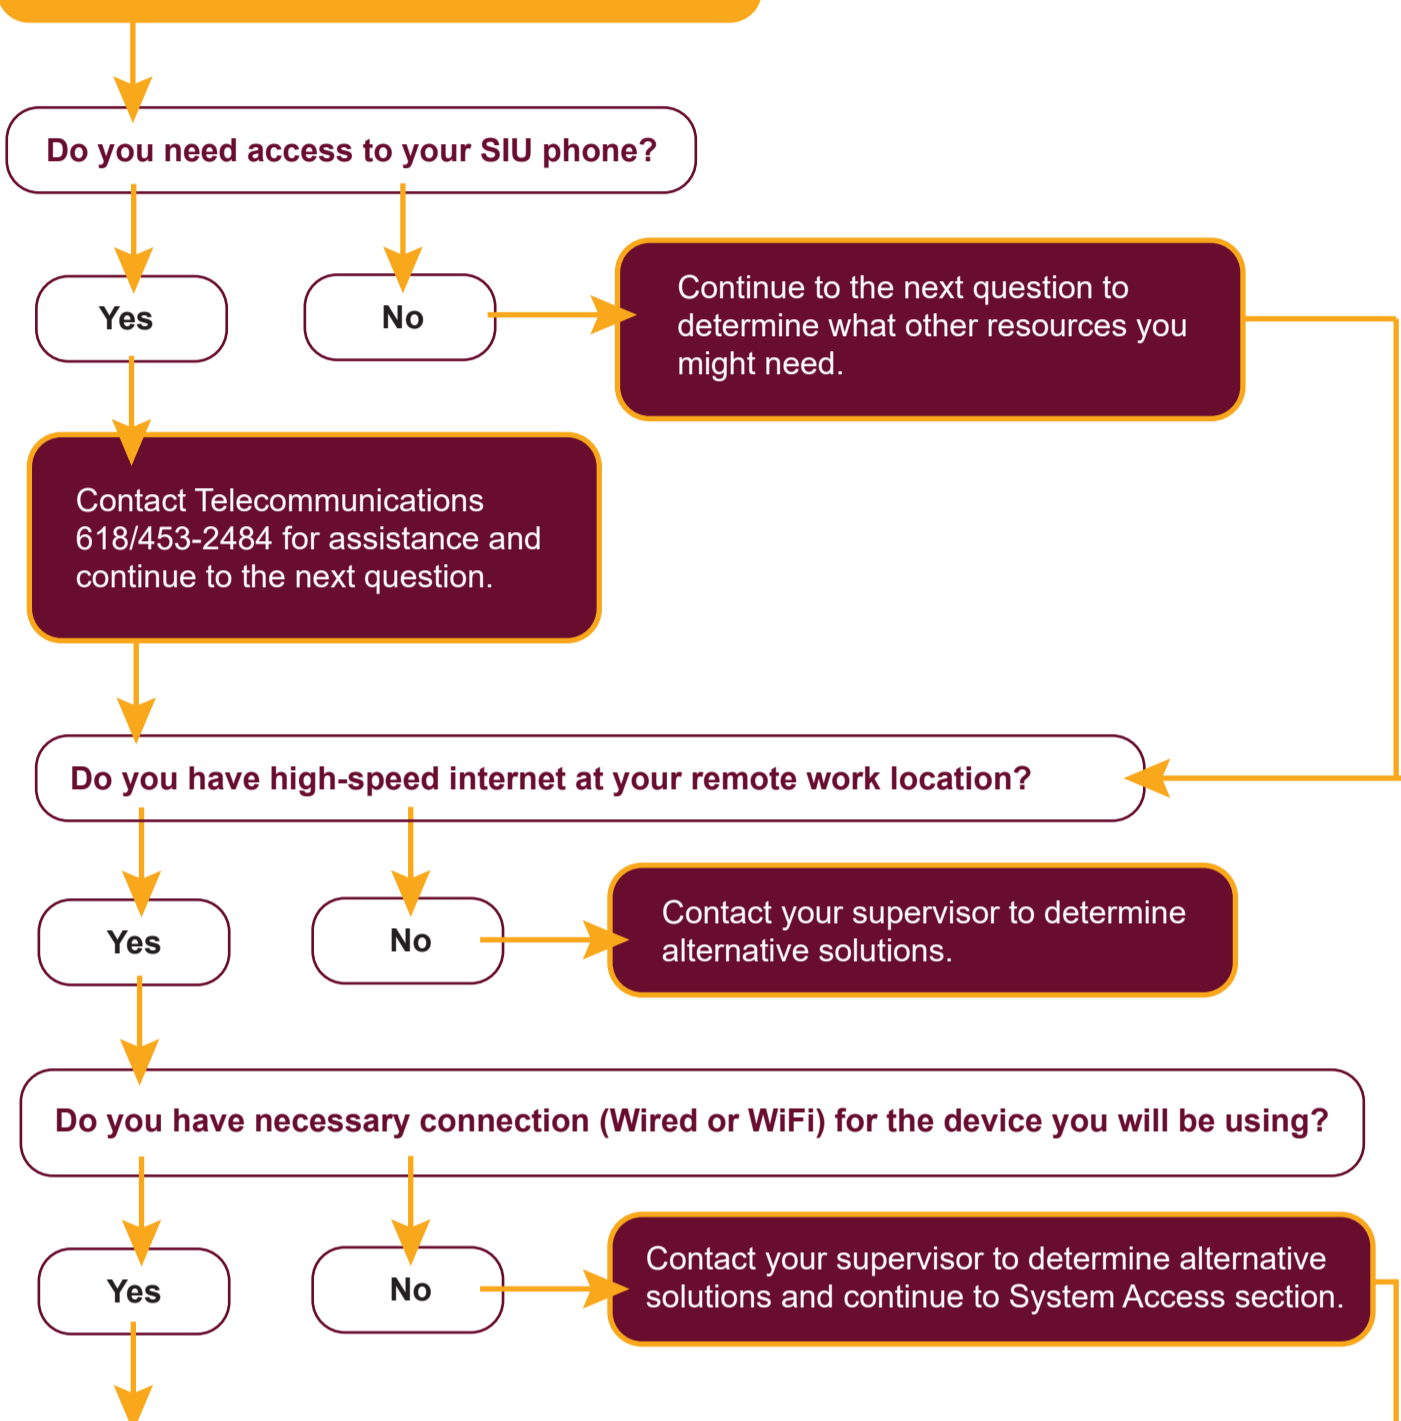 Do you need access to your SIU phone?
Yes
No
Continue to the next question to
determine what other resources you
might need.
Contact Telecommunications
618/453-2484 for assistance and
continue to the next question.
Do you have high-speed internet at your remote work location?
Yes
No
Contact your supervisor to determine
alternative solutions.
Do you have necessary connection (Wired or WiFi) for the device you will be using?
Yes
No
Contact your supervisor to determine alternative
solutions and continue to System Access section.